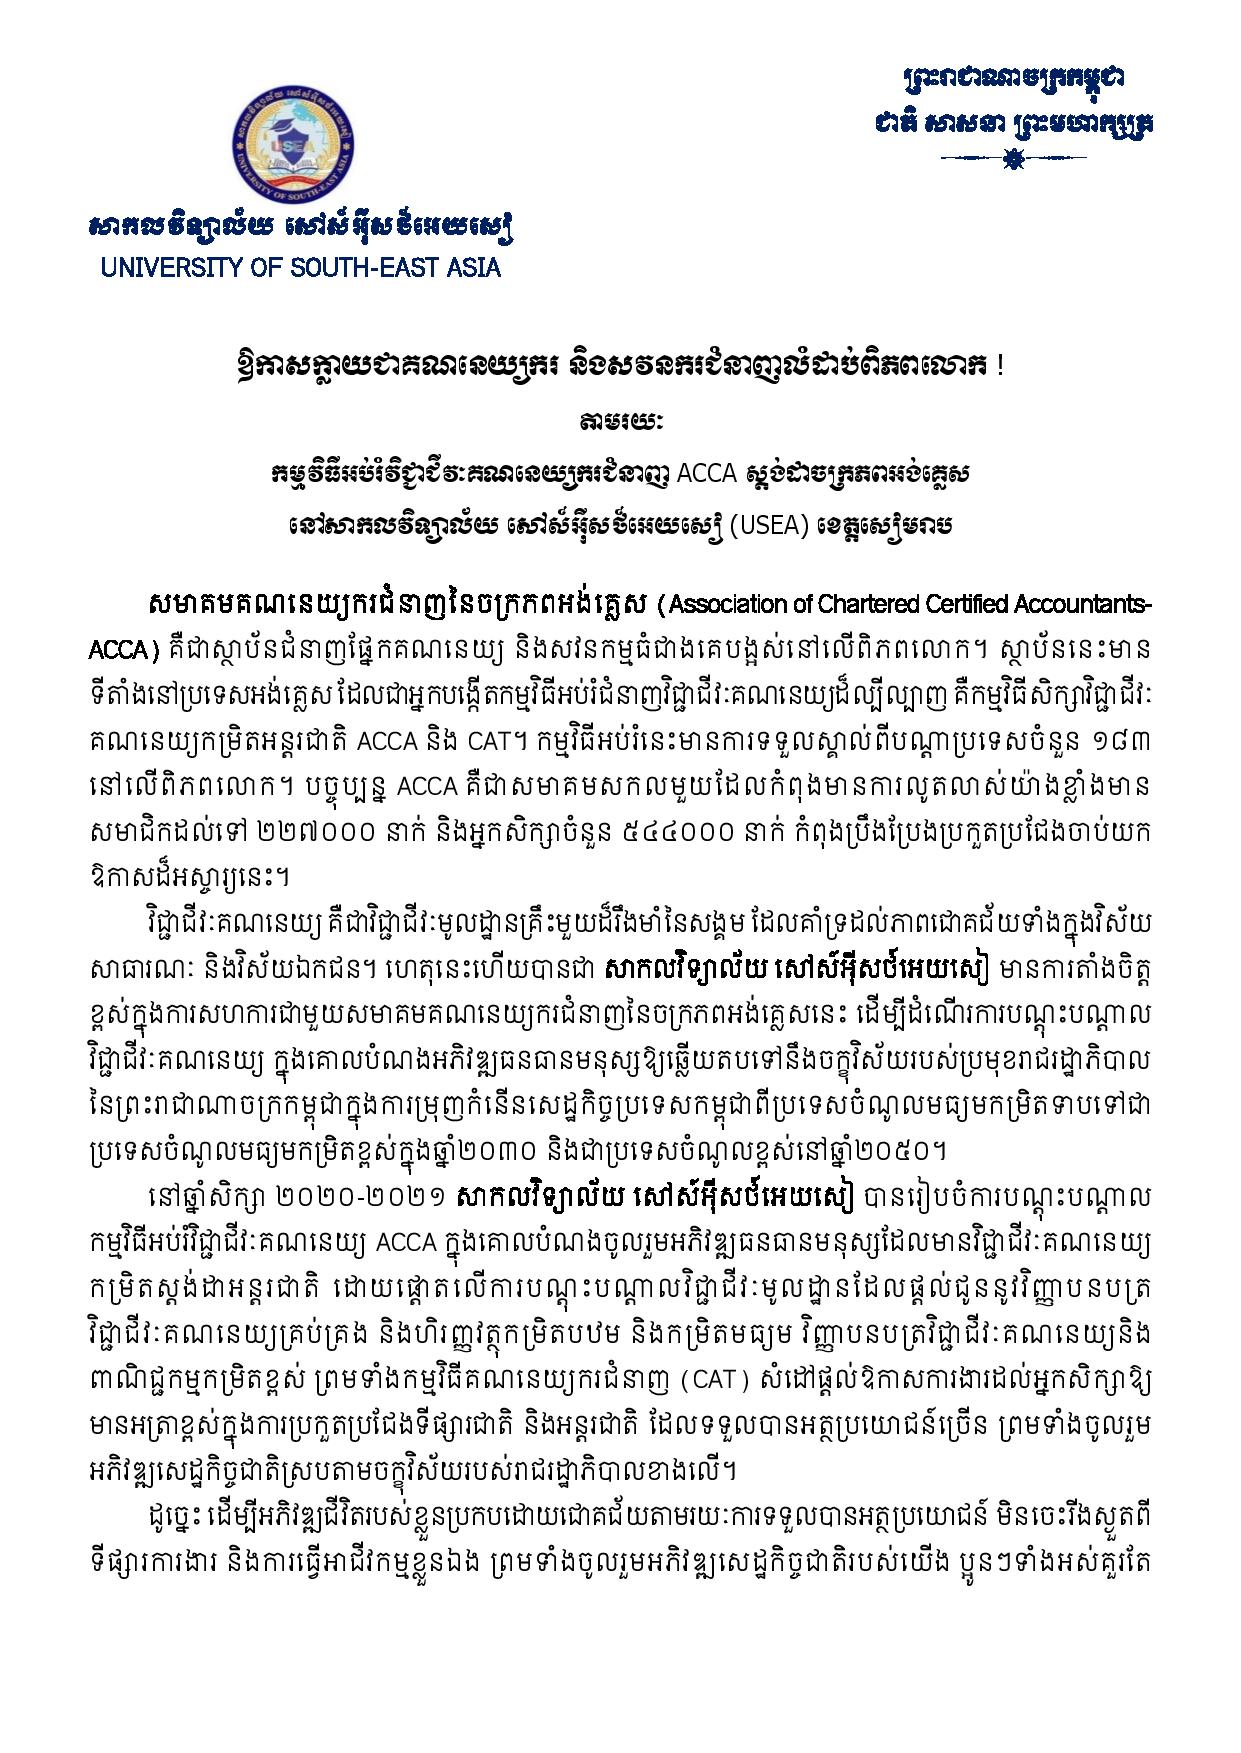 ព្រះរាជាណាចក្រកម្ពុជា
ជាតិ សាសនា ព្រះមហាក្សត្រ
សាកលវិទ្យាល័យ សៅស៍អ៊ីសថ៍អេយសៀ
USEA
UNIVERSITY OF SOUTH-EAST ASIA
សាកលវិទ្យាល័យ សៅស៍អ៊ីសថ៍អេយសៀ
UNIVERSITY OF SOUTH-EAST ASIA
ឱកាសក្លាយជាគណនេយ្យករ និងសវនករជំនាញលំដាប់ពិភពលោក !
តាមរយៈ
កម្មវិធីអប់រំវិជ្ជាជីវៈគណនេយ្យករជំនាញ ACCA ស្តង់ដាចក្រភពអង់គ្លេស
នៅសាកលវិទ្យាល័យ សៅស៍អ៊ីសថ៍អេយសៀ (USEA) ខេត្តសៀមរាប
សមាគមគណនេយ្យករជំនាញនៃចក្រភពអង់គ្លេស (Association of Chartered Certified Accountants-
ACCA) គឺជាស្ថាប័នជំនាញផ្នែកគណនេយ្យ និងសវនកម្មធំជាងគេបង្អស់នៅលើពិភពលោក។ ស្ថាប័ននេះមាន
ទីតាំងនៅប្រទេសអង់គ្លេស ដែលជាអ្នកបង្កើតកម្មវិធីអប់រំជំនាញវិជ្ជាជីវៈគណនេយ្យដ៏ល្បីល្បាញ គឺកម្មវិធីសិក្សាវិជ្ជាជីវៈ
គណនេយ្យកម្រិតអន្តរជាតិ ACCA និង CAT។ កម្មវិធីអប់រំនេះមានការទទួលស្គាល់ពីបណ្តាប្រទេសចំនួន ១៨៣
នៅលើពិភពលោក។ បច្ចុប្បន្ន ACCA គឺជាសមាគមសកលមួយដែលកំពុងមានការលូតលាស់យ៉ាងខ្លាំងមាន
សមាជិកដល់ទៅ ២២៧០០០ នាក់ និងអ្នកសិក្សាចំនួន ៥៤៤០០០ នាក់ កំពុងប្រឹងប្រែងប្រកួតប្រជែងចាប់យក
ឱកាសដ៏អស្ចារ្យនេះ។
វិជ្ជាជីវៈគណនេយ្យ គឺជាវិជ្ជាជីវៈមូលដ្ឋានគ្រឹះមួយដ៏រឹងមាំនៃសង្គម ដែលគាំទ្រដល់ភាពជោគជ័យទាំងក្នុងវិស័យ
សាធារណៈ និងវិស័យឯកជន។ ហេតុនេះហើយបានជា សាកលវិទ្យាល័យ សៅស៍អ៊ីសថ៍អេយសៀ មានការតាំងចិត្ត
ខ្ពស់ក្នុងការសហការជាមួយសមាគមគណនេយ្យករជំនាញនៃចក្រភពអង់គ្លេសនេះ ដើម្បីដំណើរការបណ្តុះបណ្តាល
វិជ្ជាជីវៈគណនេយ្យ ក្នុងគោលបំណងអភិវឌ្ឍធនធានមនុស្សឱ្យឆ្លើយតបទៅនឹងចក្ខុវិស័យរបស់ប្រមុខរាជរដ្ឋាភិបាល
នៃព្រះរាជាណាចក្រកម្ពុជាក្នុងការជម្រុញកំនើនសេដ្ឋកិច្ចប្រទេសកម្ពុជាពីប្រទេសចំណូលមធ្យមកម្រិតទាបទៅជា
ប្រទេសចំណូលមធ្យមកម្រិតខ្ពស់ក្នុងឆ្នាំ២០៣០ និងជាប្រទេសចំណូលខ្ពស់នៅឆ្នាំ២០៥០។
នៅឆ្នាំសិក្សា ២០២០-២០២១ សាកលវិទ្យាល័យ សៅស៍អ៊ីសថ៍អេយសៀ បានរៀបចំការបណ្តុះបណ្តាល
កម្មវិធីអប់រំវិជ្ជាជីវៈគណនេយ្យ ACCA ក្នុងគោលបំណងចូលរួមអភិវឌ្ឍធនធានមនុស្សដែលមានវិជ្ជាជីវៈគណនេយ្យ
កម្រិតស្តង់ដាអន្តរជាតិ ដោយផ្តោតលើការបណ្តុះបណ្តាលវិជ្ជាជីវៈមូលដ្ឋានដែលផ្តល់ជូននូវវិញ្ញាបនបត្រ
វិជ្ជាជីវៈគណនេយ្យគ្រប់គ្រង និងហិរញ្ញវត្ថុកម្រិតបឋម និងកម្រិតមធ្យម វិញ្ញាបនបត្រវិជ្ជាជីវៈគណនេយ្យនិង
ពាណិជ្ជកម្មកម្រិតខ្ពស់ ព្រមទាំងកម្មវិធីគណនេយ្យករជំនាញ (CAT) សំដៅផ្តល់ឱកាសការងារដល់អ្នកសិក្សាឱ្យ
មានអត្រាខ្ពស់ក្នុងការប្រកួតប្រជែងទីផ្សារជាតិ និងអន្តរជាតិ ដែលទទួលបានអត្ថប្រយោជន៍ច្រើន ព្រមទាំងចូលរួម
អភិវឌ្ឍសេដ្ឋកិច្ចជាតិស្របតាមចក្ខុវិស័យរបស់រាជរដ្ឋាភិបាលខាងលើ។
ដូច្នេះ ដើម្បីអភិវឌ្ឍជីវិតរបស់ខ្លួនប្រកបដោយជោគជ័យតាមរយៈការទទួលបានអត្ថប្រយោជន៍ មិនចេះរីងស្ងួតពី
ទីផ្សារការងារ និងការធ្វើអាជីវកម្មខ្លួនឯង ព្រមទាំងចូលរួមអភិវឌ្ឍសេដ្ឋកិច្ចជាតិរបស់យើង ប្អូនៗទាំងអស់គួរតែ